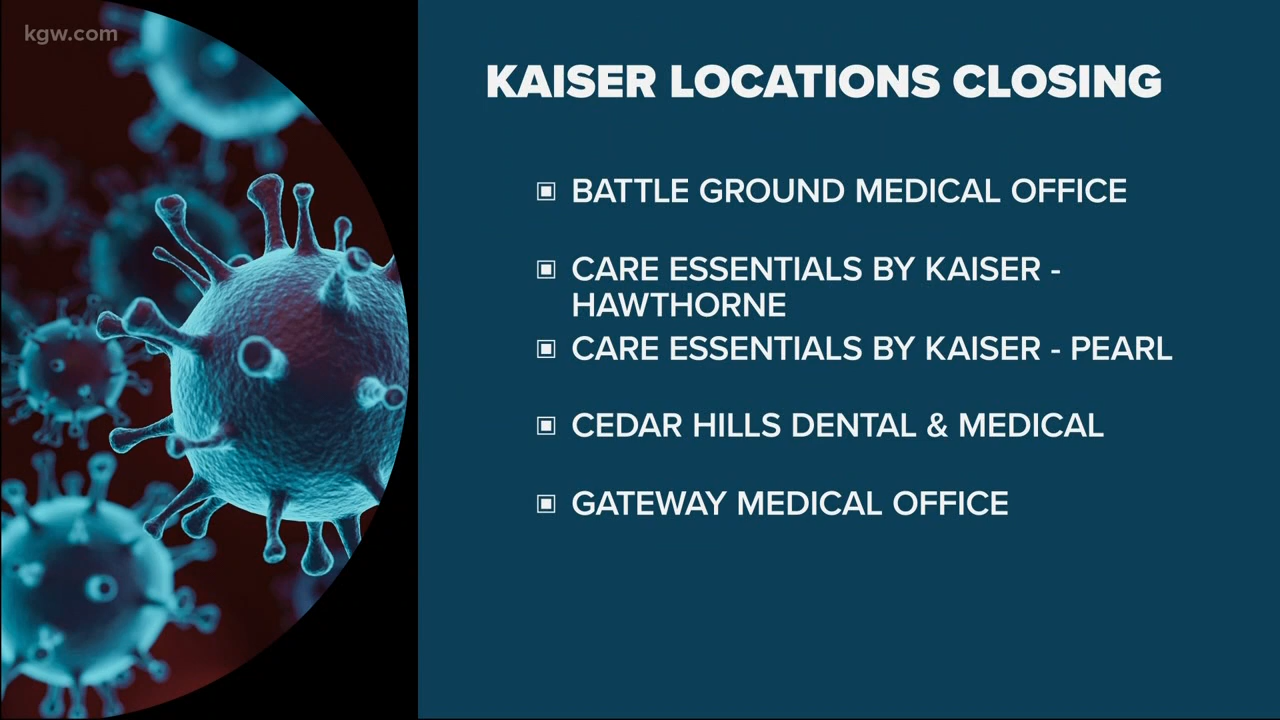 kgw.com
KAISER LOCATIONS CLOSING
BATTLE GROUND MEDICAL OFFICE
CARE ESSENTIALS BY KAISER -
HAWTHORNE
CARE ESSENTIALS BY KAISER - PEARL
CEDAR HILLS DENTAL & MEDICAL
GATEWAY MEDICAL OFFICE